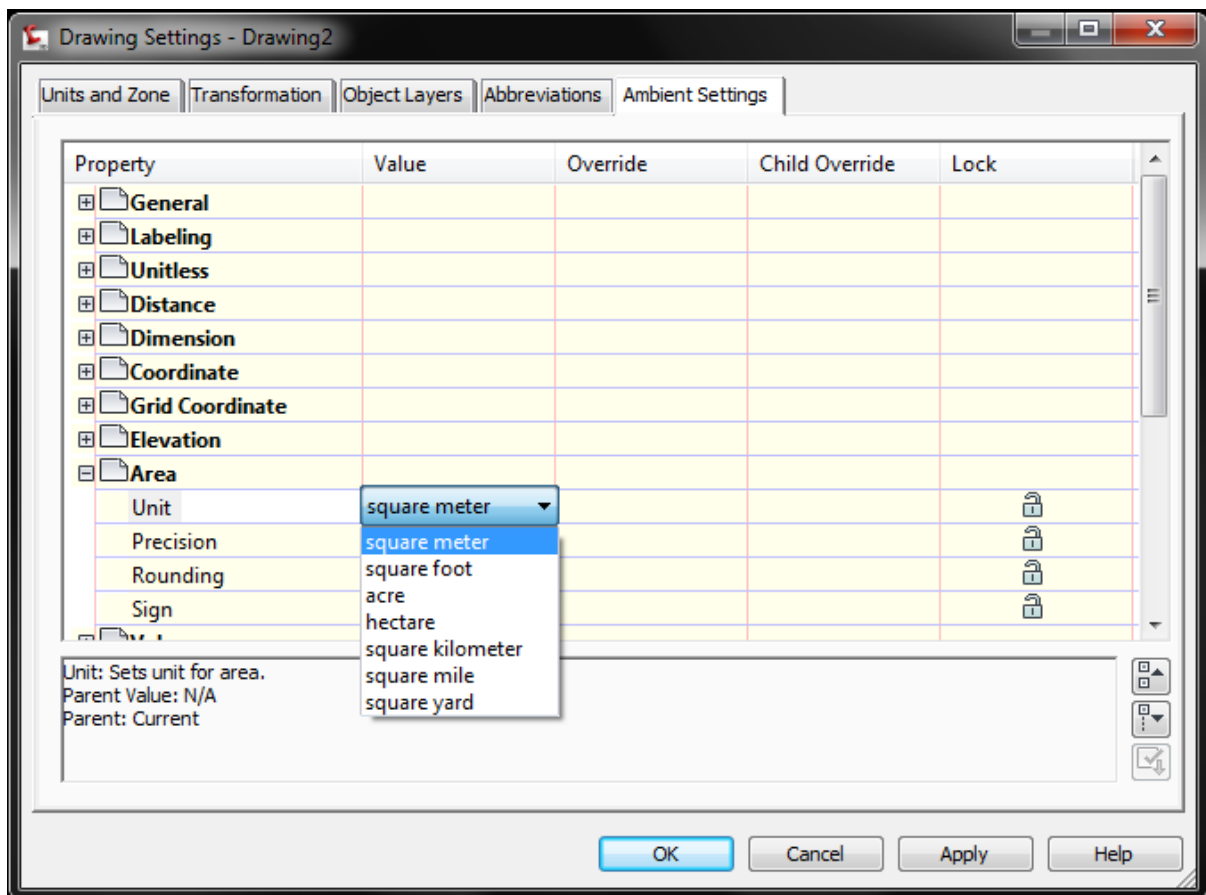 Drawing Settings - Drawing2
Units and Zone Transformation Object Layers Abbreviations Ambient Settings
Property Value Override Child Override Lock
General
Labeling
Unitless
Distance
Dimension
Coordinate
Grid Coordinate
Elevation
Area
Unit square meter
Precision square meter
square foot
Rounding
acre
Sign
hectare
square kilometer
square mile
square yard
Unit: Sets unit for area.
Parent Value: N/A
Parent: Current
OK Cancel Apply Help